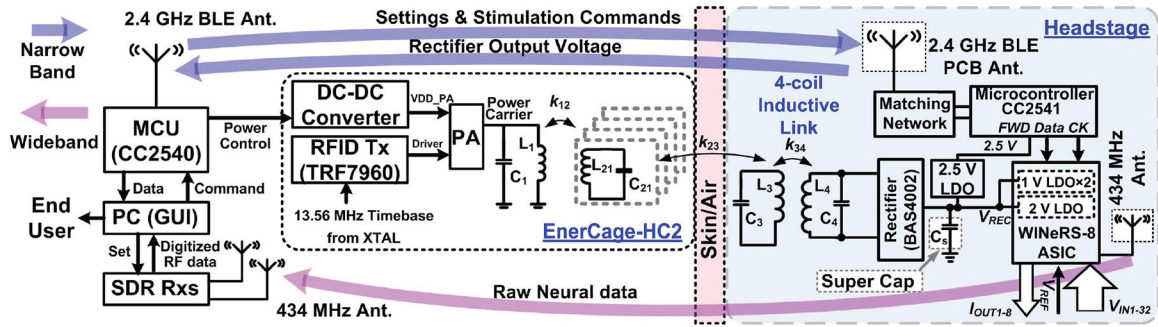 Narrow
Band
Wideband
2.4 GHz BLE Ant.
Settings & Stimulation Commands
Rectifier Output Voltage
MCU
(CC2540)
Power
Control
Data
Command
PC (GUI)
End
User
Set
Digitized
RF data
SDR Rxs
434 MHz Ant.
Raw Neural data
DC-DC
Converter
RFID Tx
(TRF7960)
13.56 MHz Timebase
from XTAL
VDD_PA
Driver
PA
Power
Carrier
L1
C1
k12
L21
C21
EnerCage-HC2
Skin/Air
k23
Headstage
2.4 GHz BLE
PCB Ant.
4-coil
Inductive
Link
k34
L3
C3
L4
C4
Matching
Network
Microcontroller
CC2541
FWD Data CK
2.5 V
2.5 V
LDO
Rectifier
(BAS4002)
VREC
Cs
Super Cap
1 V LDO×2
2 V LDO
WINeRS-8
ASIC
434 MHz
Ant.
IOUT1-8
VREF
VIN1-32